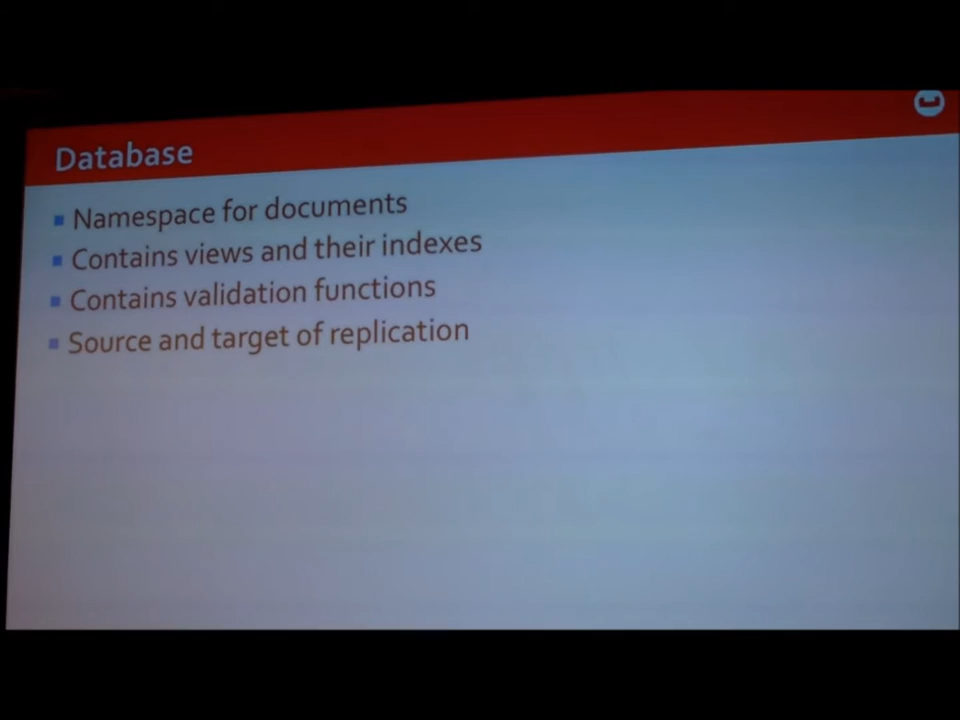 Database
Namespace for documents
Contains views and their indexes
Contains validation functions
Source and target of replication